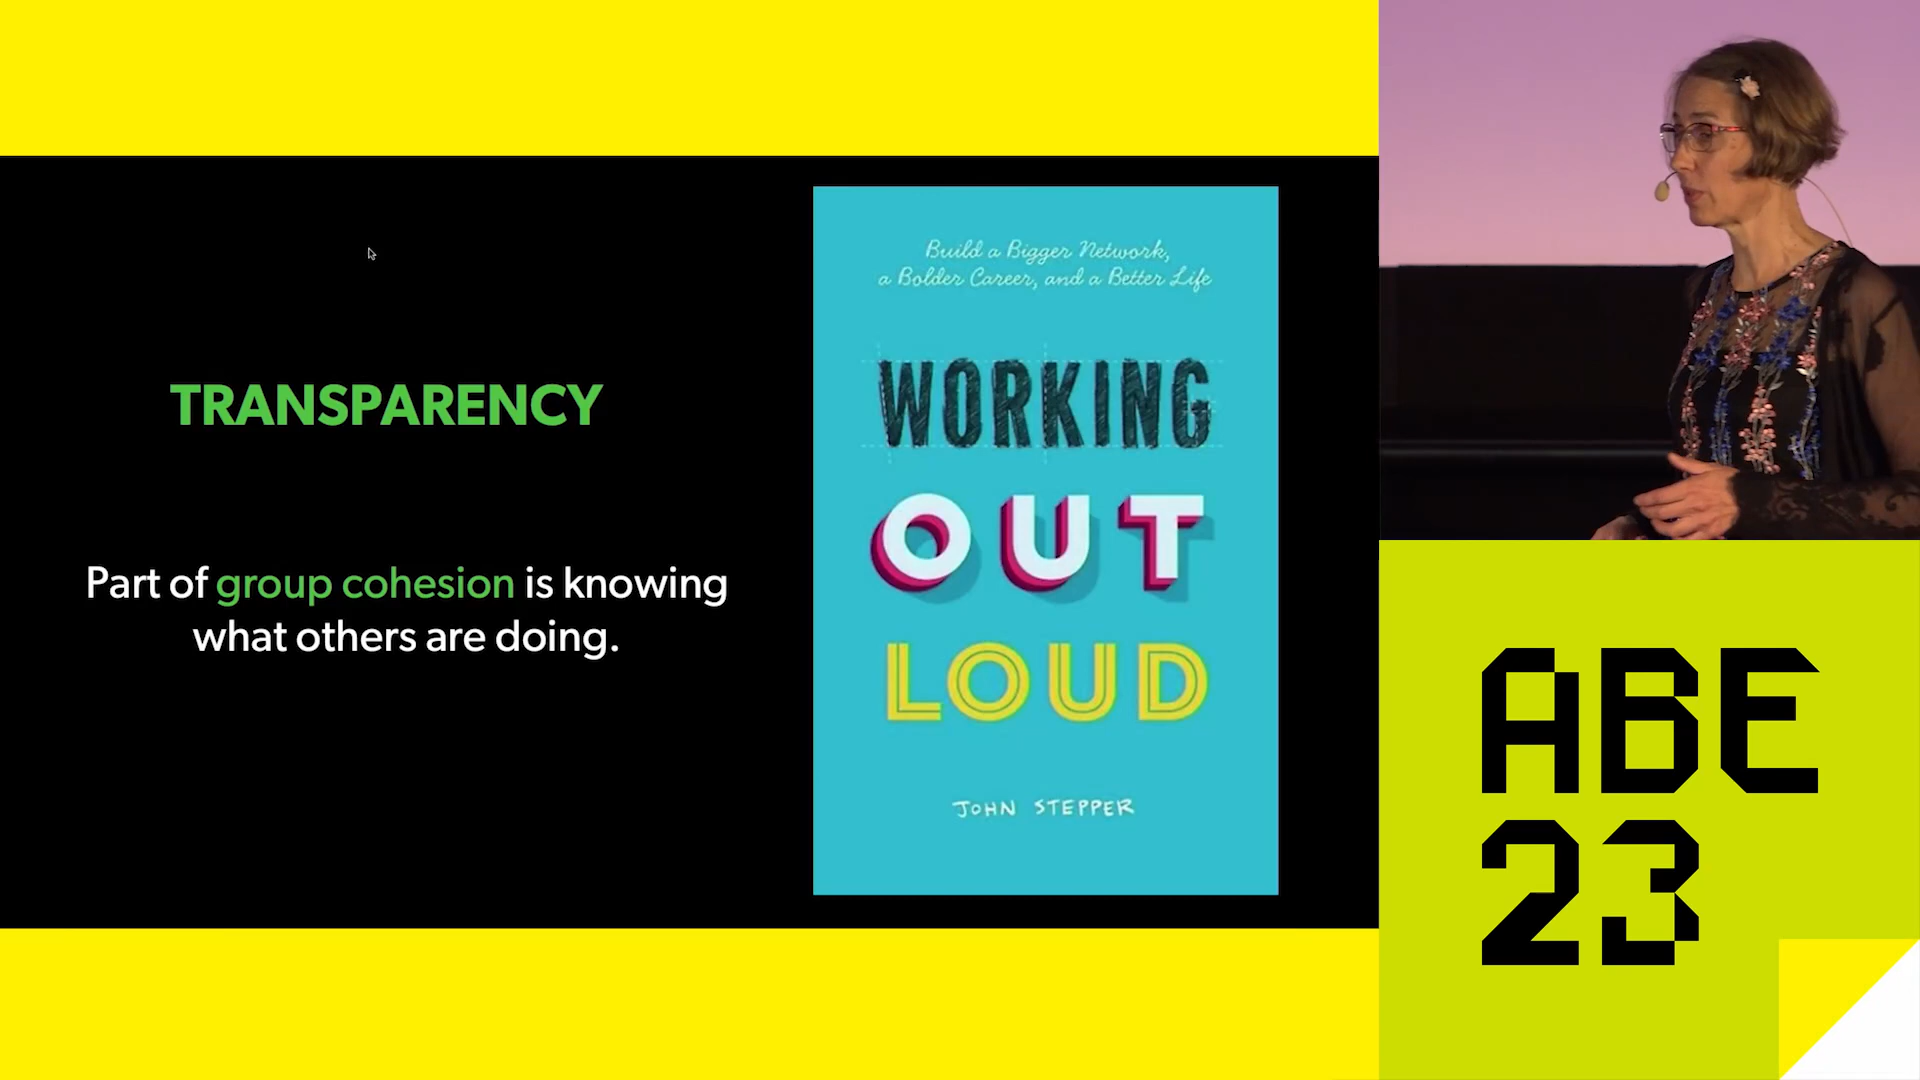 TRANSPARENCY
Part of group cohesion is knowing
what others are doing.
Build a Bigger Network,
a Bolder Career, and a Better Life
WORKING
OUT
LOUD
JOHN STEPPER
ABE
23